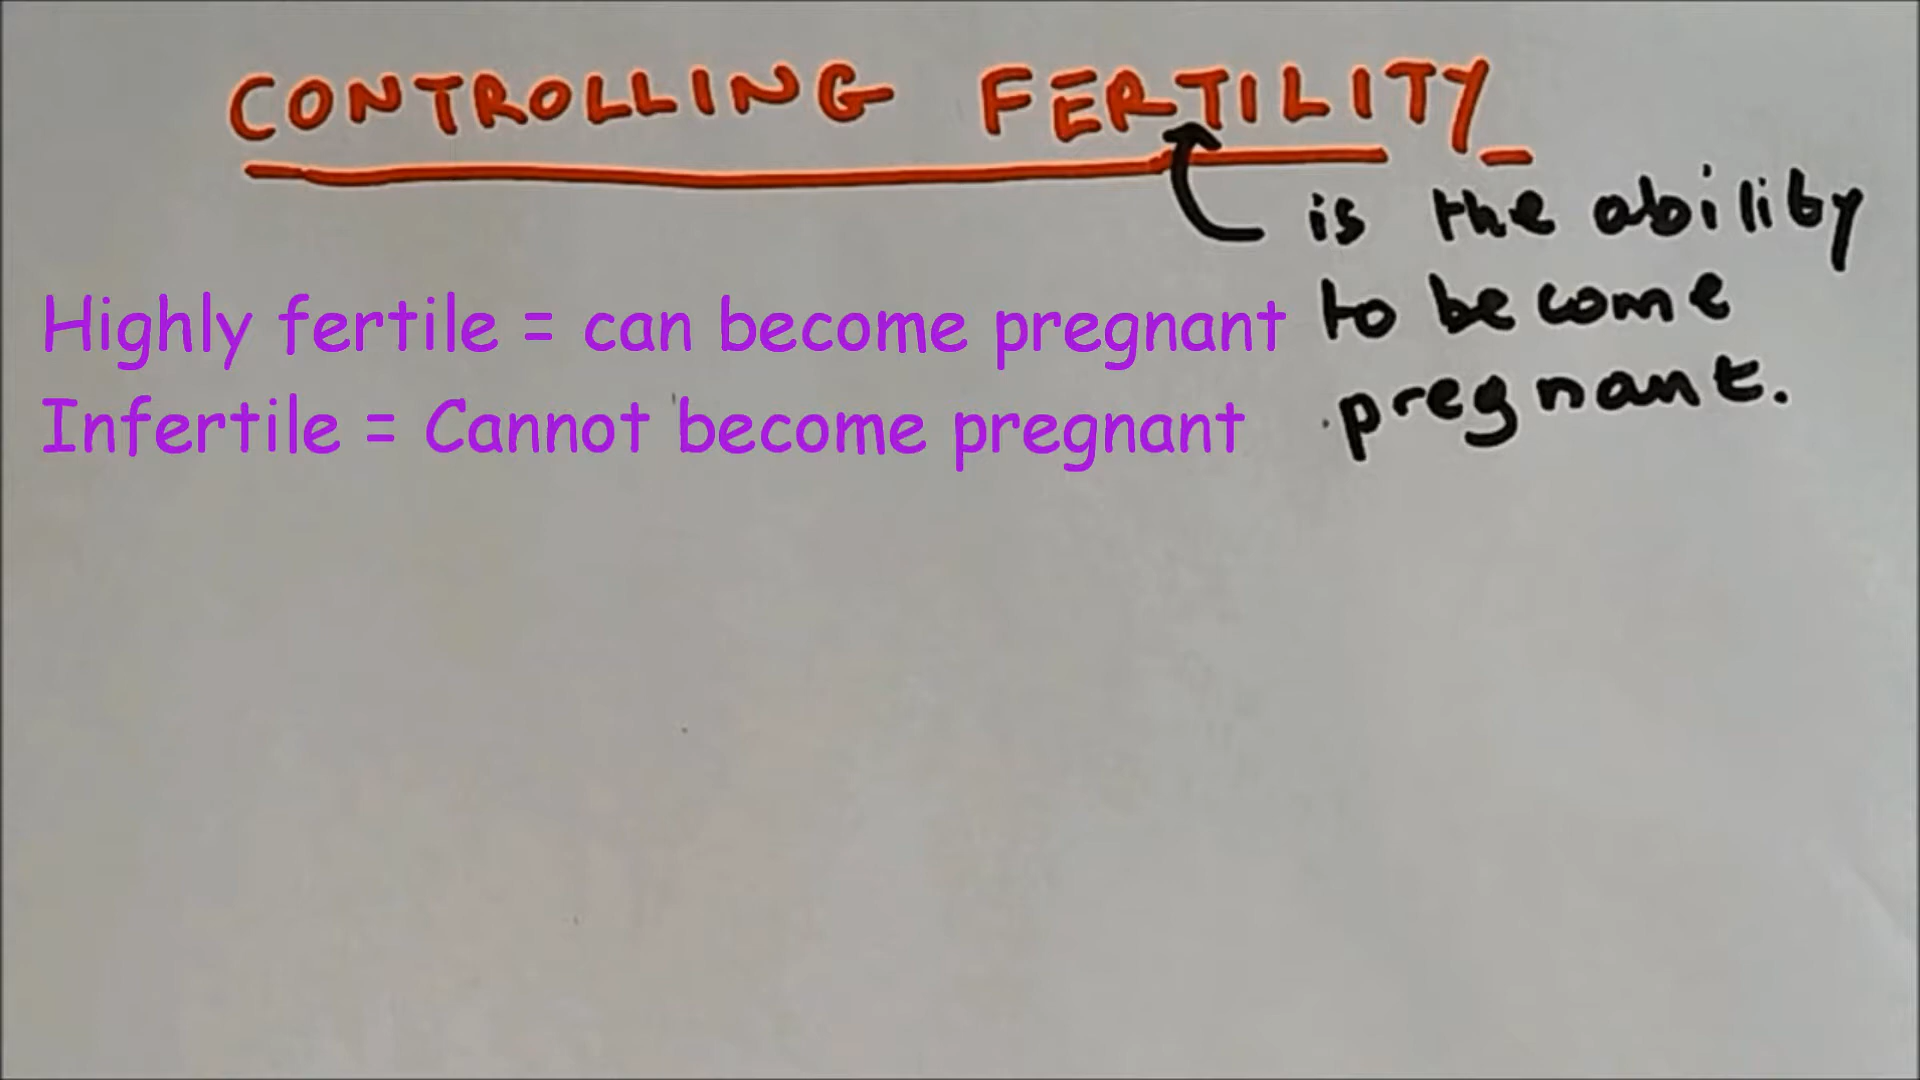 CONTROLLING FERTILITY
is the ability
to become
pregnant.
Highly fertile = can become pregnant
Infertile = Cannot become pregnant